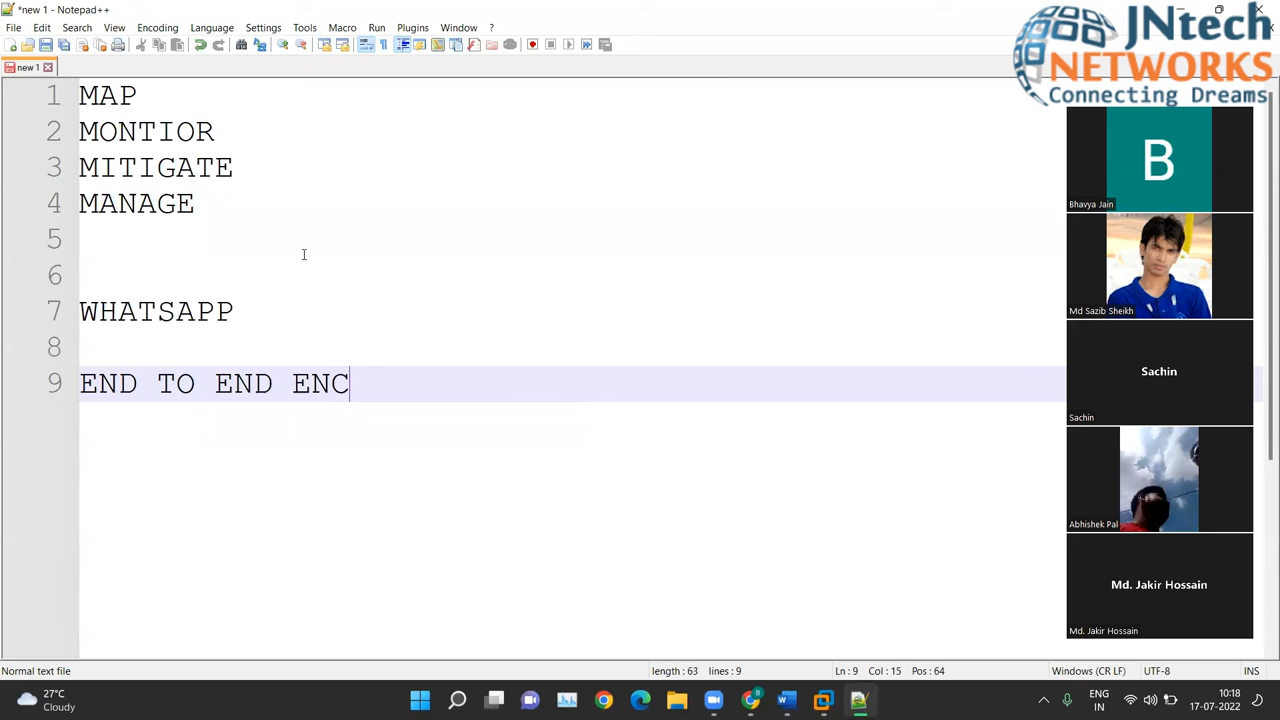 *new 1 - Notepad++
File Edit Search View Encoding Language Settings Tools Macro Run Plugins Window ?
new 1
JNtech
NETWORKS
Connecting Dreams
1 MAP
2 MONTIOR
3 MITIGATE
4 MANAGE
5
6
7 WHATSAPP
8
9 END TO END ENC
B
Bhavya Jain
Md Sazib Sheikh
Sachin
Sachin
Abhishek Pal
Md. Jakir Hossain
Md. Jakir Hossain
Normal text file length : 63 lines : 9 Ln : 9 Col : 15 Pos : 64 Windows (CR LF) UTF-8 INS
27°C
Cloudy
ENG
IN
10:18
17-07-2022